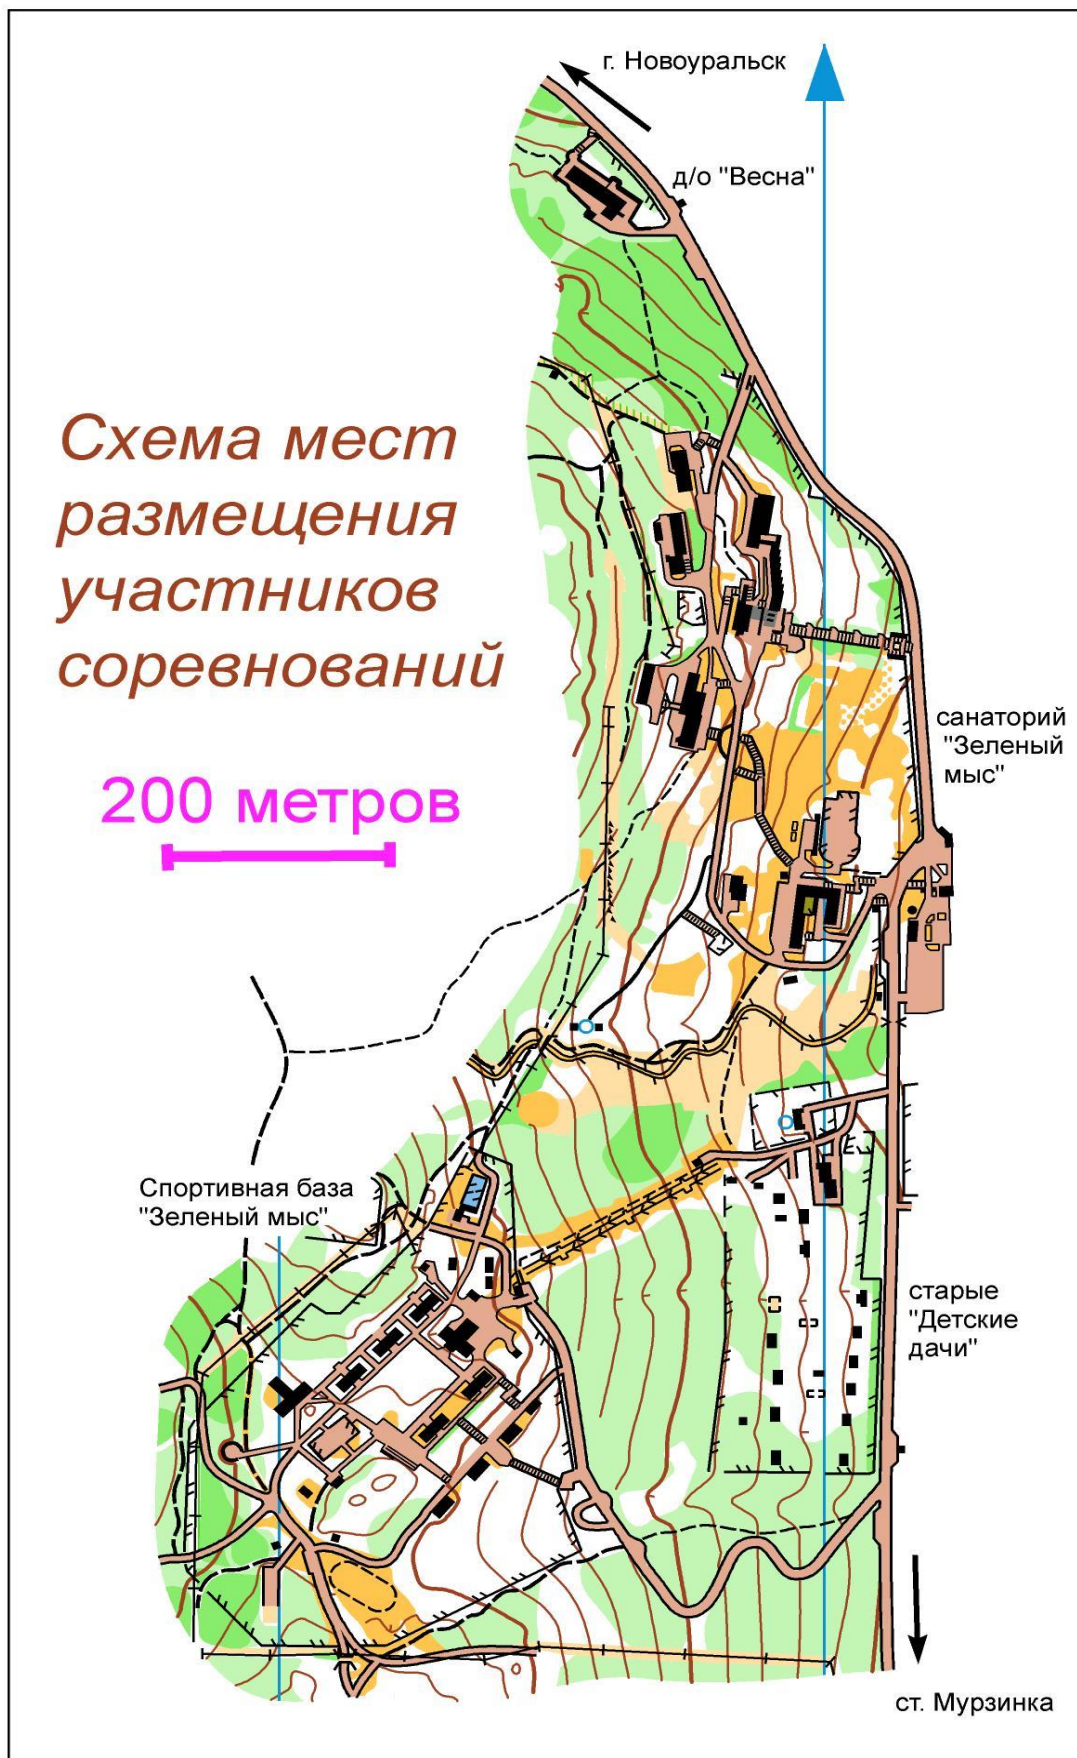 г. Новоуральск
д/о "Весна"
Схема мест
размещения
участников
соревнований
санаторий
"Зеленый
мыс"
200 метров
Спортивная база
"Зеленый мыс"
старые
"Детские
дачи"
ст. Мурзинка